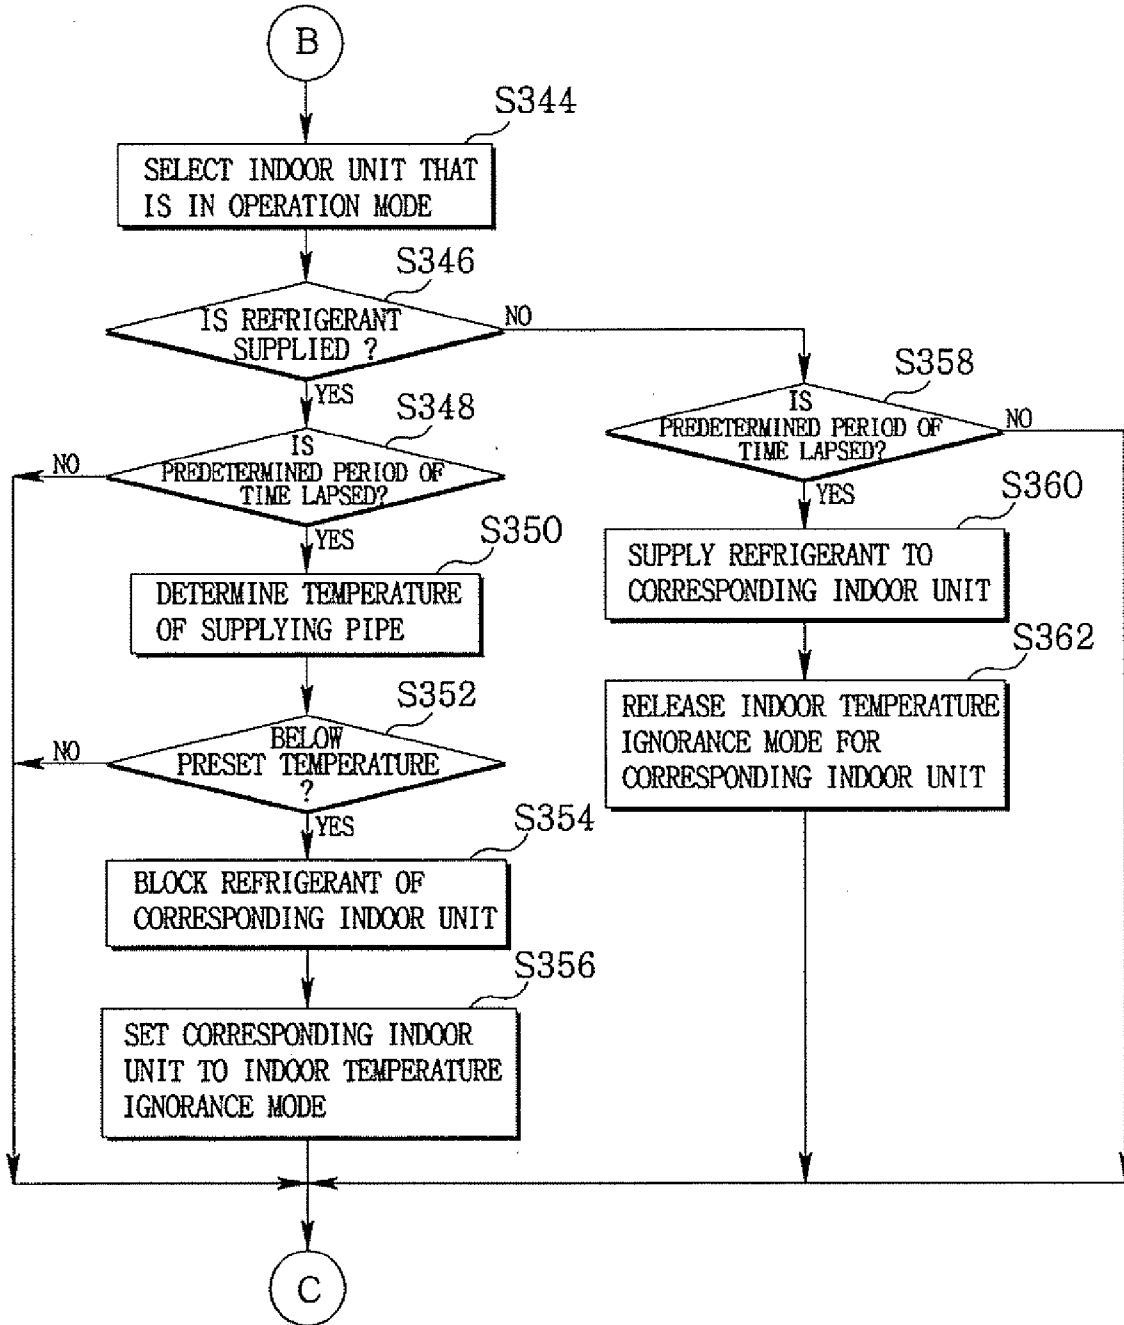 B
S344
SELECT INDOOR UNIT THAT
IS IN OPERATION MODE
S346
IS REFRIGERANT
SUPPLIED ?
NO
YES
S348
IS
PREDETERMINED PERIOD OF
TIME LAPSED?
NO
YES
S350
DETERMINE TEMPERATURE
OF SUPPLYING PIPE
S352
BELOW
PRESET TEMPERATURE
?
NO
YES
S354
BLOCK REFRIGERANT OF
CORRESPONDING INDOOR UNIT
S356
SET CORRESPONDING INDOOR
UNIT TO INDOOR TEMPERATURE
IGNORANCE MODE
S358
IS
PREDETERMINED PERIOD OF
TIME LAPSED?
NO
YES
S360
SUPPLY REFRIGERANT TO
CORRESPONDING INDOOR UNIT
S362
RELEASE INDOOR TEMPERATURE
IGNORANCE MODE FOR
CORRESPONDING INDOOR UNIT
C